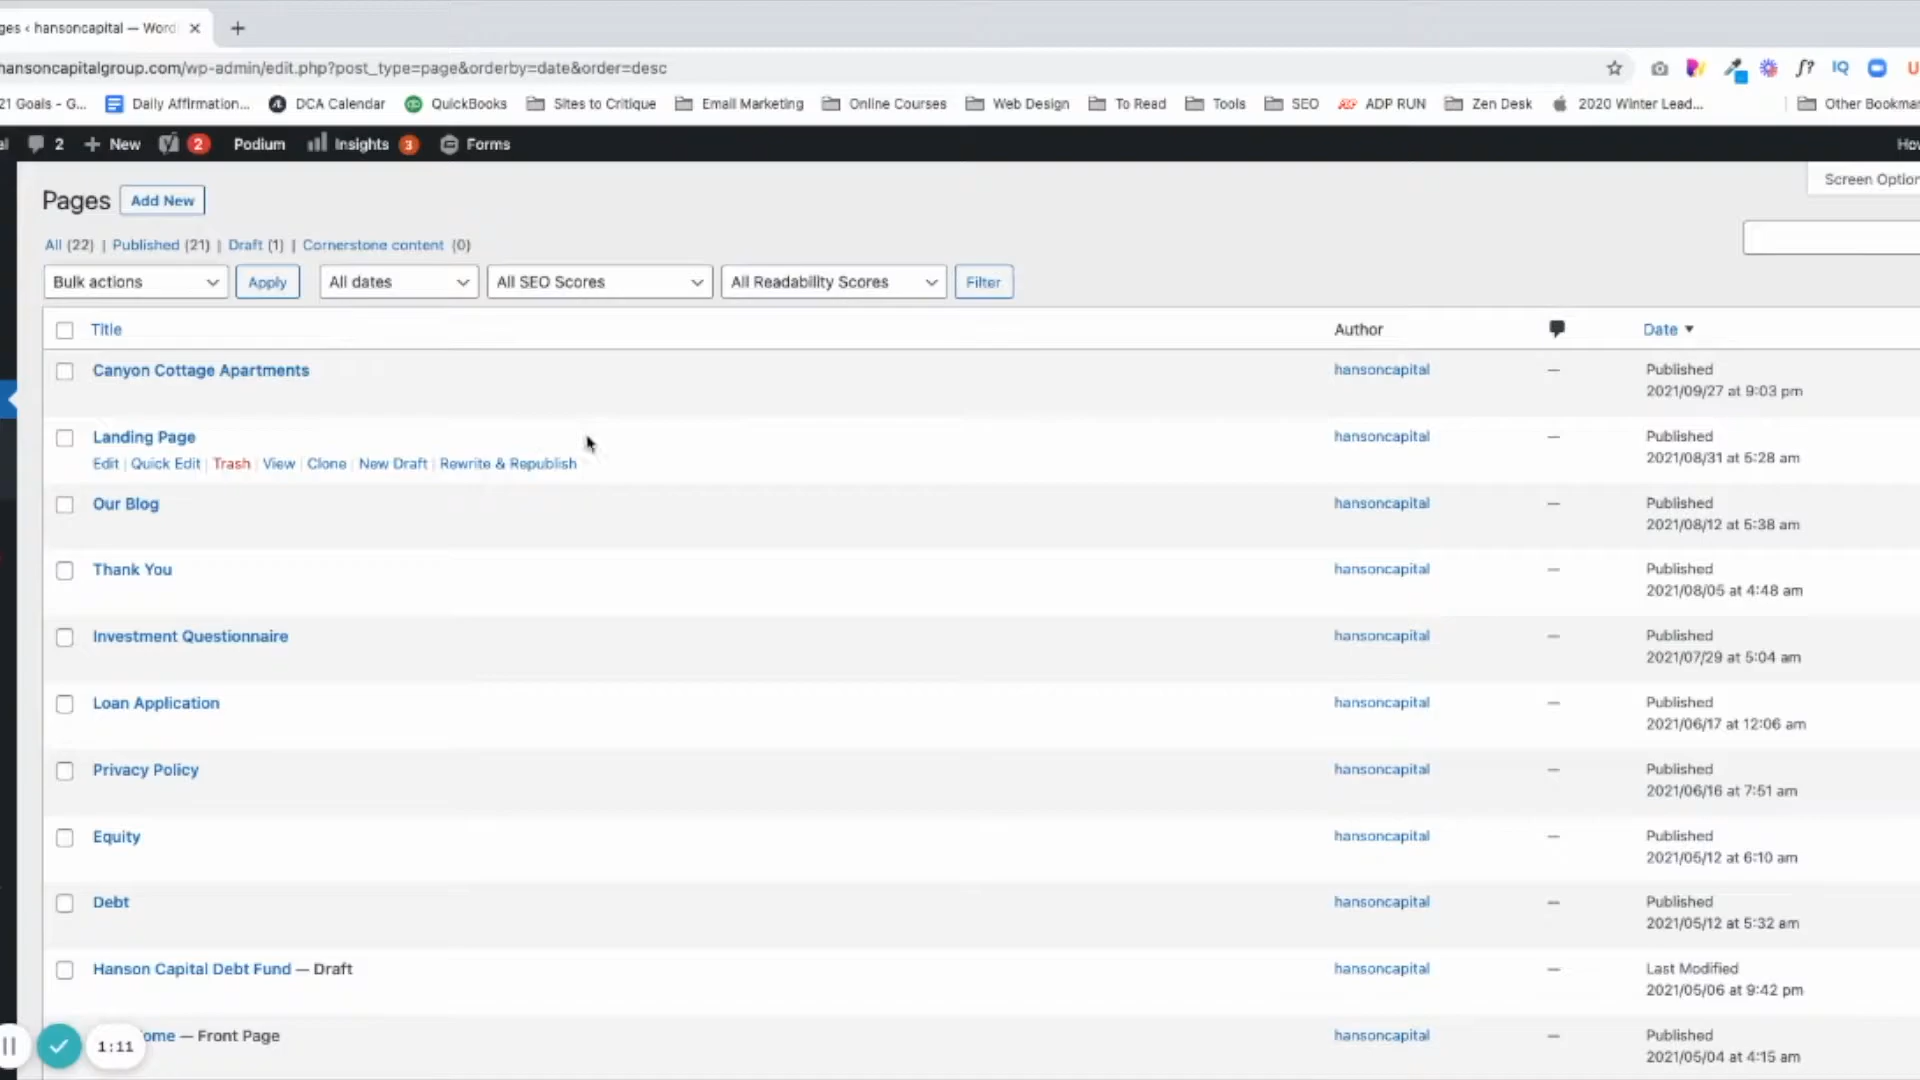 ges ‹ hansoncapital — Word
hansoncapitalgroup.com/wp-admin/edit.php?post_type=page&orderby=date&order=desc
21 Goals - G... Daily Affirmation... DCA Calendar QuickBooks Sites to Critique Email Marketing Online Courses Web Design To Read Tools SEO ADP RUN Zen Desk 2020 Winter Lead... Other Bookmar
2 New 2 Podium Insights 3 Forms How
Screen Option
Pages Add New
All (22) | Published (21) | Draft (1) | Cornerstone content (0)
Bulk actions Apply All dates All SEO Scores All Readability Scores Filter
Title Author Date
Canyon Cottage Apartments hansoncapital — Published
2021/09/27 at 9:03 pm
Landing Page hansoncapital — Published
2021/08/31 at 5:28 am
Edit | Quick Edit | Trash | View | Clone | New Draft | Rewrite & Republish
Our Blog hansoncapital — Published
2021/08/12 at 5:38 am
Thank You hansoncapital — Published
2021/08/05 at 4:48 am
Investment Questionnaire hansoncapital — Published
2021/07/29 at 5:04 am
Loan Application hansoncapital — Published
2021/06/17 at 12:06 am
Privacy Policy hansoncapital — Published
2021/06/16 at 7:51 am
Equity hansoncapital — Published
2021/05/12 at 6:10 am
Debt hansoncapital — Published
2021/05/12 at 5:32 am
Hanson Capital Debt Fund — Draft hansoncapital — Last Modified
2021/05/06 at 9:42 pm
ome — Front Page hansoncapital — Published
2021/05/04 at 4:15 am
1:11